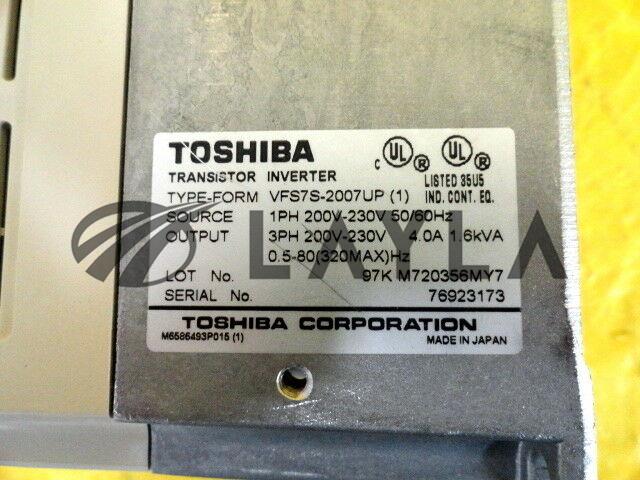 TOSHIBA
TRANSISTOR INVERTER
TYPE-FORM VFS7S-2007UP (1)
SOURCE 1PH 200V-230V 50/60Hz
OUTPUT 3PH 200V-230V 4.0A 1.6kVA
0.5-80(320MAX)Hz
LOT No. 97K M720356MY7
SERIAL No. 76923173
C UL ® UL ®
LISTED 35U5
IND. CONT. EQ.
TOSHIBA CORPORATION
M6586493P015 (1)
MADE IN JAPAN
LAYLA